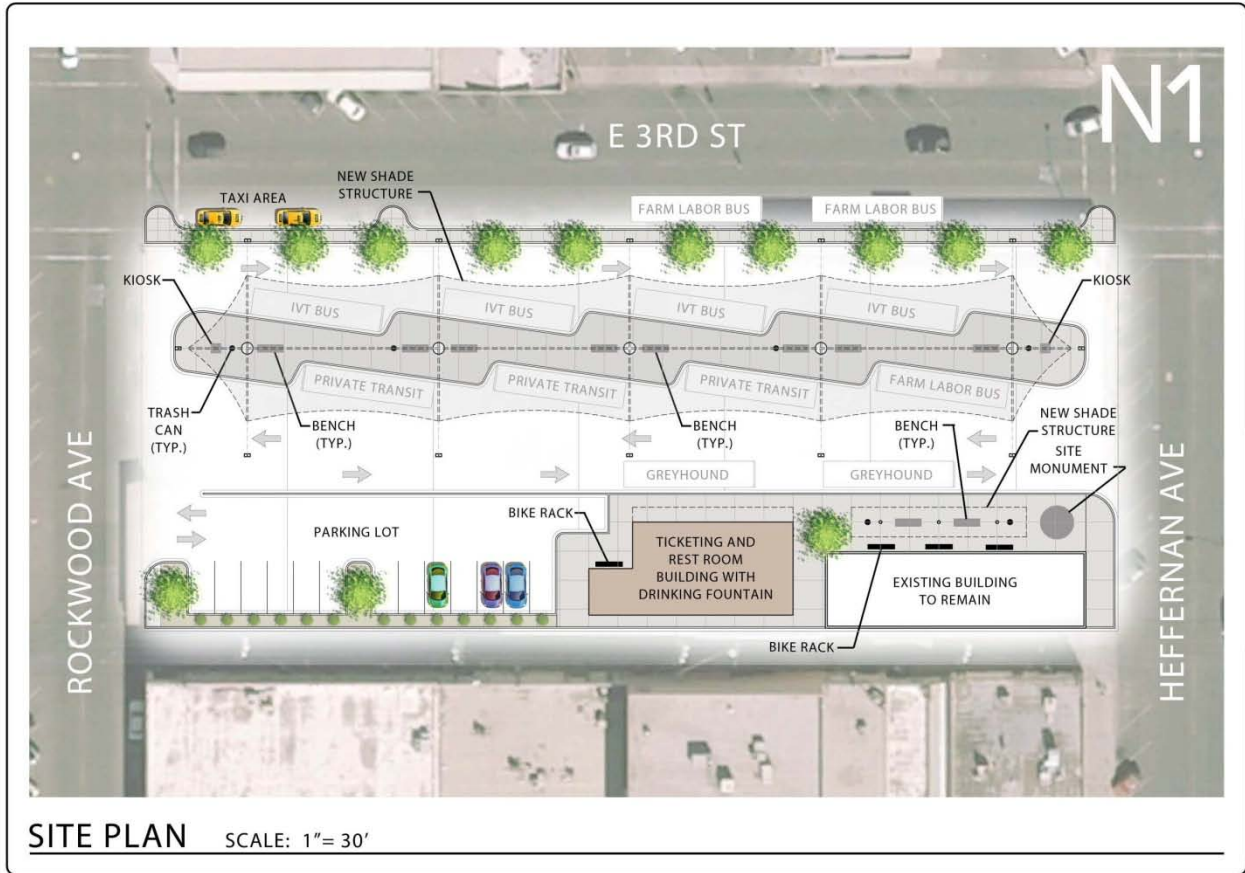 N1
E 3RD ST
NEW SHADE
STRUCTURE
TAXI AREA
FARM LABOR BUS
FARM LABOR BUS
KIOSK
KIOSK
IVT BUS
IVT BUS
IVT BUS
IVT BUS
PRIVATE TRANSIT
PRIVATE TRANSIT
PRIVATE TRANSIT
FARM LABOR BUS
TRASH
CAN
(TYP.)
BENCH
(TYP.)
BENCH
(TYP.)
BENCH
(TYP.)
NEW SHADE
STRUCTURE
SITE
MONUMENT
GREYHOUND
GREYHOUND
ROCKWOOD AVE
HEFFERNAN AVE
PARKING LOT
BIKE RACK
TICKETING AND
REST ROOM
BUILDING WITH
DRINKING FOUNTAIN
EXISTING BUILDING
TO REMAIN
BIKE RACK
SITE PLAN SCALE: 1"= 30'